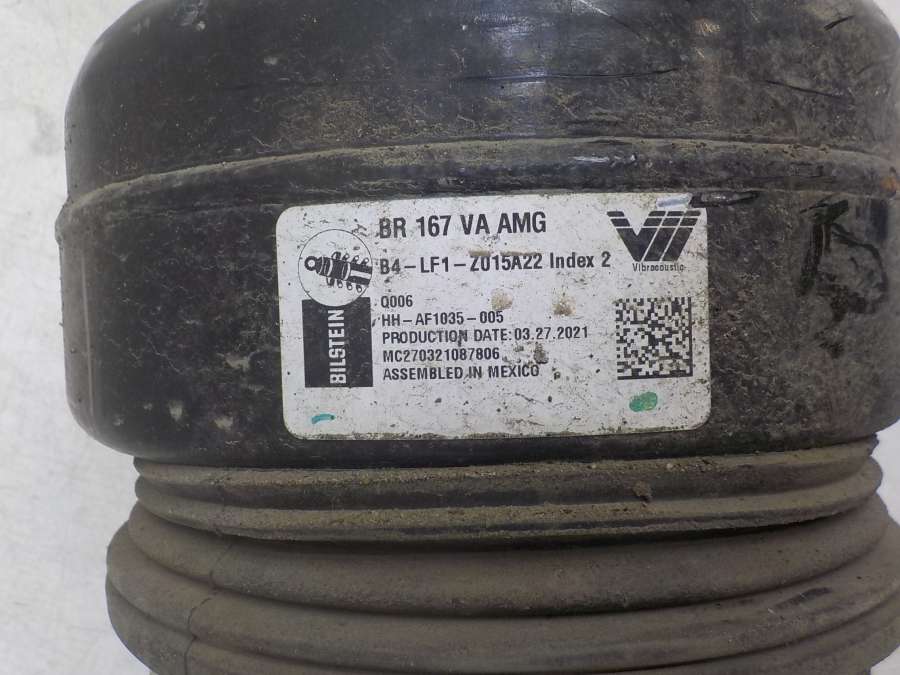 BR 167 VA AMG
B4-LF1-Z015A22 Index 2
Vibracoustic
BILSTEIN
Q006
HH-AF1035-005
PRODUCTION DATE: 03.27.2021
MC270321087806
ASSEMBLED IN MEXICO